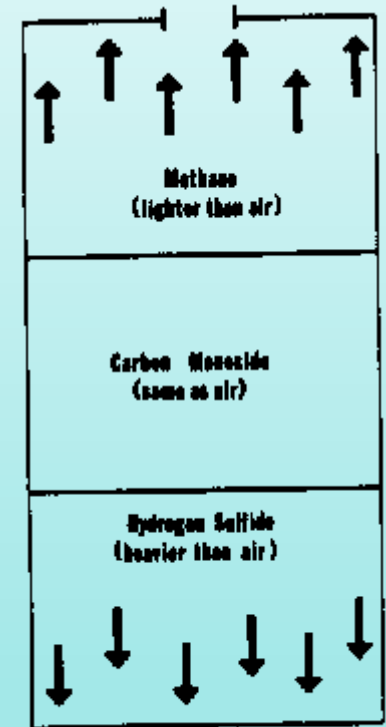 Methane
(lighter than air)
Carbon Monoxide
(same as air)
Hydrogen Sulfide
(heavier than air)